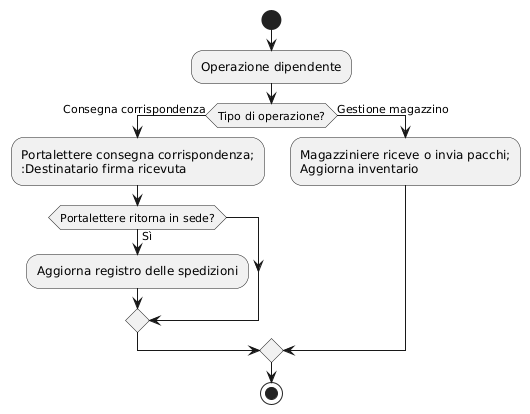 Operazione dipendente
Tipo di operazione?
Consegna corrispondenza
Gestione magazzino
Portalettere consegna corrispondenza;
:Destinatario firma ricevuta
Magazziniere riceve o invia pacchi;
Aggiorna inventario
Portalettere ritorna in sede?
Sì
Aggiorna registro delle spedizioni